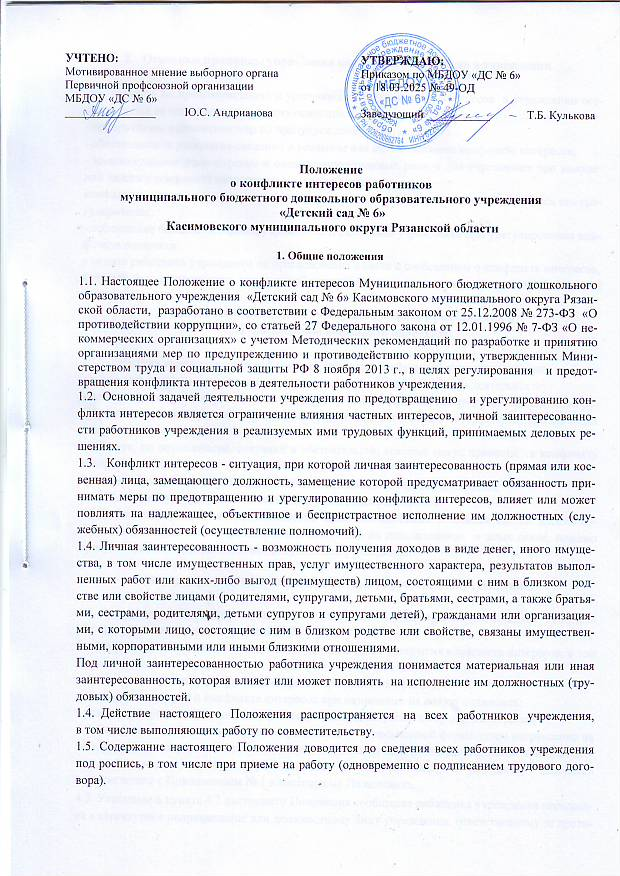 УЧТЕНО:
Мотивированное мнение выборного органа
Первичной профсоюзной организации
МБДОУ «ДС № 6»
Ю.С. Андрианова
УТВЕРЖДАЮ:
Приказом по МБДОУ «ДС № 6»
от 18.03.2025 № 49-ОД
Заведующий
Т.Б. Кулькова
«ДС № 6»
Положение
о конфликте интересов работников
муниципального бюджетного дошкольного образовательного учреждения
«Детский сад № 6»
Касимовского муниципального округа Рязанской области
1. Общие положения
1.1. Настоящее Положение о конфликте интересов Муниципального бюджетного дошкольного
образовательного учреждения «Детский сад № 6» Касимовского муниципального округа Рязан-
ской области, разработано в соответствии с Федеральным законом от 25.12.2008 № 273-ФЗ «О
противодействии коррупции», со статьей 27 Федерального закона от 12.01.1996 № 7-ФЗ «О не-
коммерческих организациях» с учетом Методических рекомендаций по разработке и принятию
организациями мер по предупреждению и противодействию коррупции, утвержденных Мини-
стерством труда и социальной защиты РФ 8 ноября 2013 г., в целях регулирования и предот-
вращения конфликта интересов в деятельности работников учреждения.
1.2. Основной задачей деятельности учреждения по предотвращению и урегулированию кон-
фликта интересов является ограничение влияния частных интересов, личной заинтересованно-
сти работников учреждения в реализуемых ими трудовых функций, принимаемых деловых ре-
шениях.
1.3. Конфликт интересов - ситуация, при которой личная заинтересованность (прямая или кос-
венная) лица, замещающего должность, замещение которой предусматривает обязанность при-
нимать меры по предотвращению и урегулированию конфликта интересов, влияет или может
повлиять на надлежащее, объективное и беспристрастное исполнение им должностных (слу-
жебных) обязанностей (осуществление полномочий).
1.4. Личная заинтересованность - возможность получения доходов в виде денег, иного имуще-
ства, в том числе имущественных прав, услуг имущественного характера, результатов выпол-
ненных работ или каких-либо выгод (преимуществ) лицом, состоящими с ним в близком род-
стве или свойстве лицами (родителями, супругами, детьми, братьями, сестрами, а также братья-
ми, сестрами, родителями, детьми супругов и супругами детей), гражданами или организация-
ми, с которыми лицо, состоящие с ним в близком родстве или свойстве, связаны имуществен-
ными, корпоративными или иными близкими отношениями.
Под личной заинтересованностью работника учреждения понимается материальная или иная
заинтересованность, которая влияет или может повлиять на исполнение им должностных (тру-
довых) обязанностей.
1.4. Действие настоящего Положения распространяется на всех работников учреждения,
в том числе выполняющих работу по совместительству.
1.5. Содержание настоящего Положения доводится до сведения всех работников учреждения
под роспись, в том числе при приеме на работу (одновременно с подписанием трудового дого-
вора).